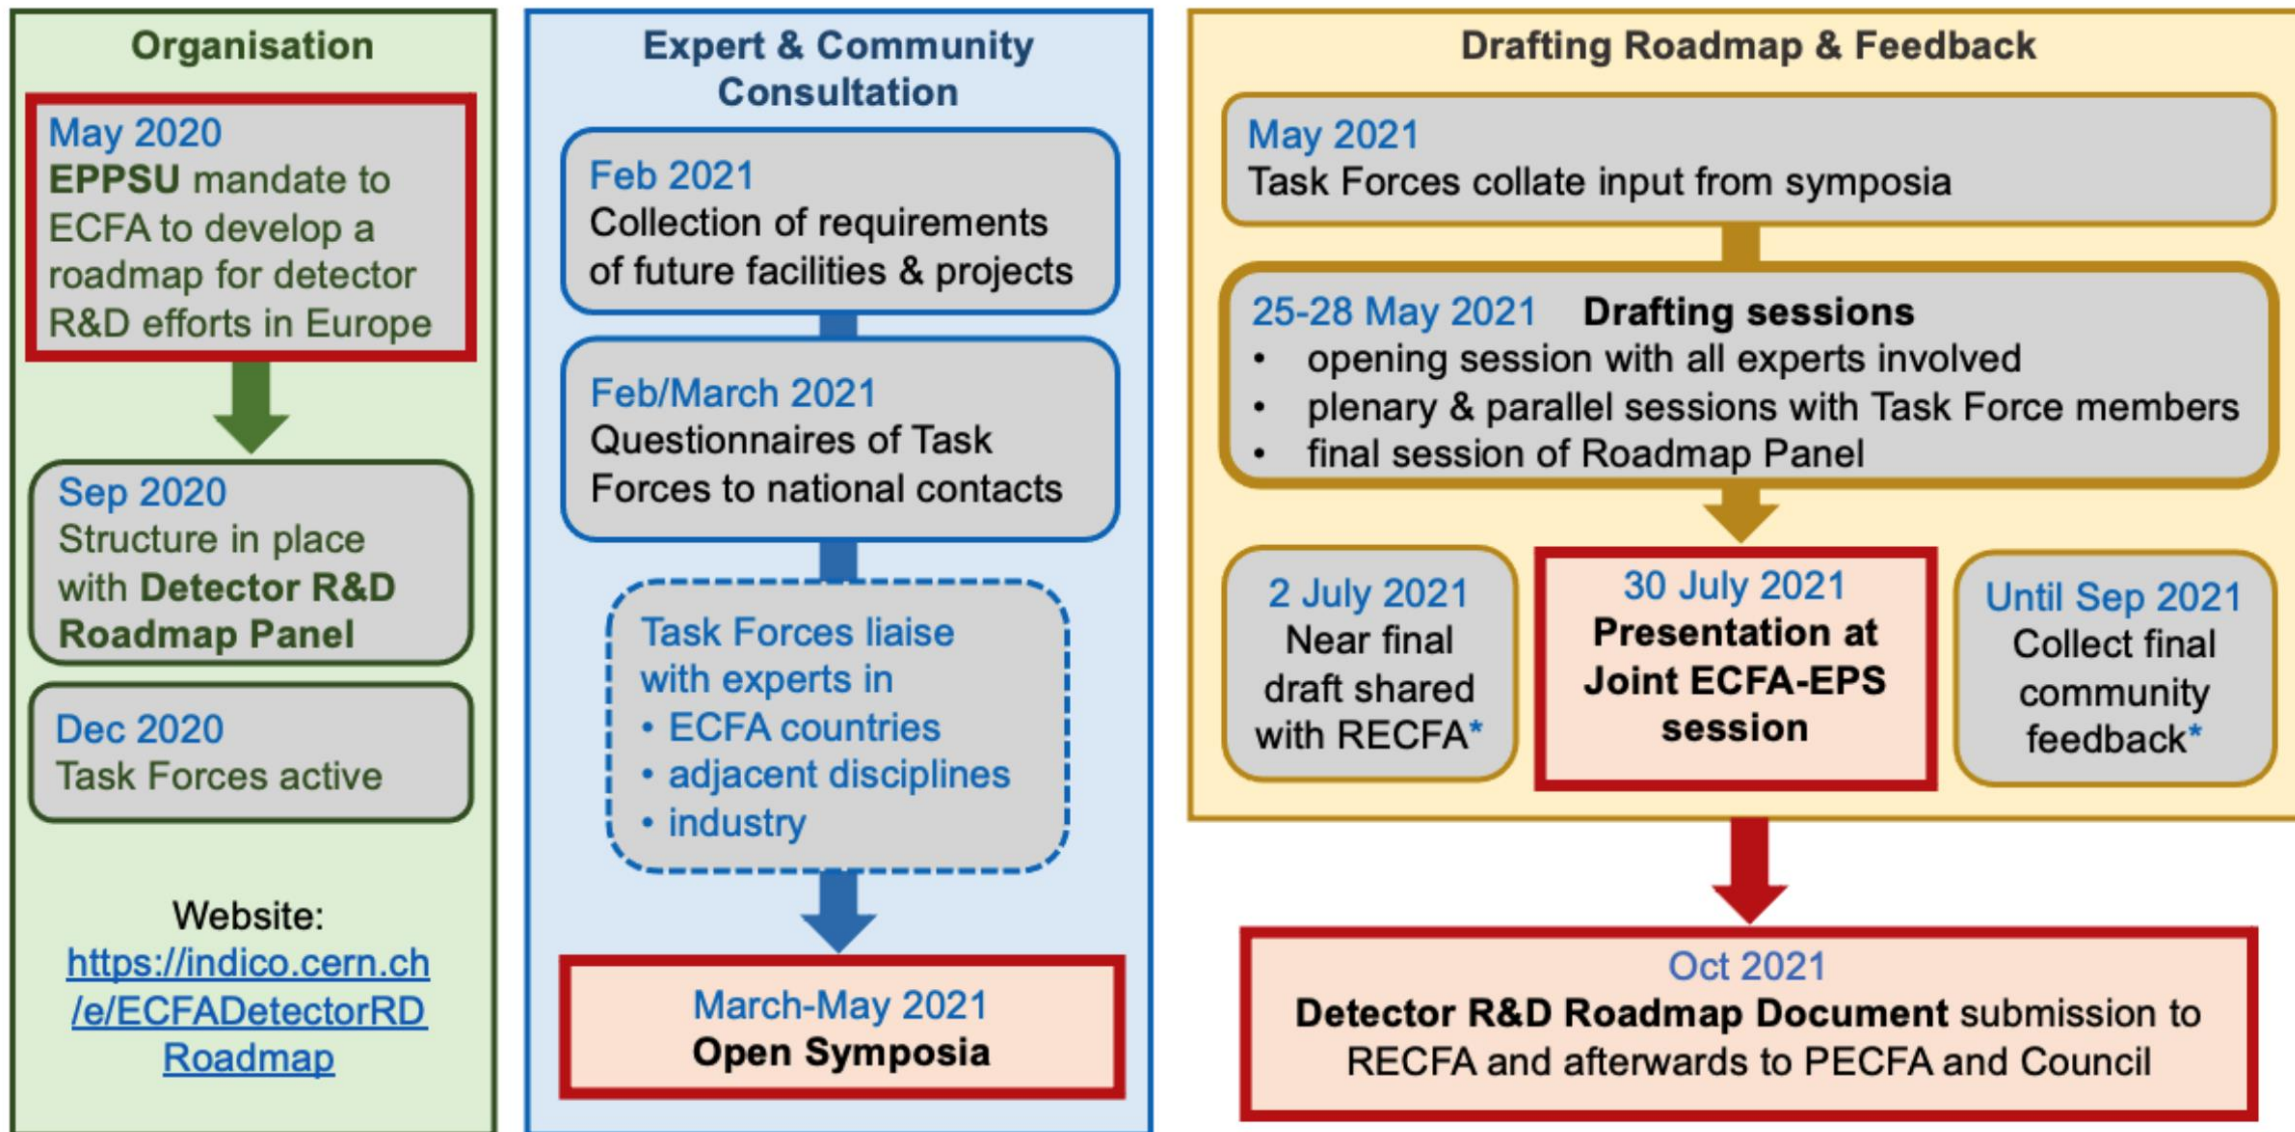 Organisation
May 2020
EPPSU mandate to
ECFA to develop a
roadmap for detector
R&D efforts in Europe
Sep 2020
Structure in place
with Detector R&D
Roadmap Panel
Dec 2020
Task Forces active
Website:
https://indico.cern.ch
/e/ECFADetectorRD
Roadmap
Expert & Community
Consultation
Feb 2021
Collection of requirements
of future facilities & projects
Feb/March 2021
Questionnaires of Task
Forces to national contacts
Task Forces liaise
with experts in
• ECFA countries
• adjacent disciplines
• industry
March-May 2021
Open Symposia
Drafting Roadmap & Feedback
May 2021
Task Forces collate input from symposia
25-28 May 2021 Drafting sessions
• opening session with all experts involved
• plenary & parallel sessions with Task Force members
• final session of Roadmap Panel
2 July 2021
Near final
draft shared
with RECFA*
30 July 2021
Presentation at
Joint ECFA-EPS
session
Until Sep 2021
Collect final
community
feedback*
Oct 2021
Detector R&D Roadmap Document submission to
RECFA and afterwards to PECFA and Council